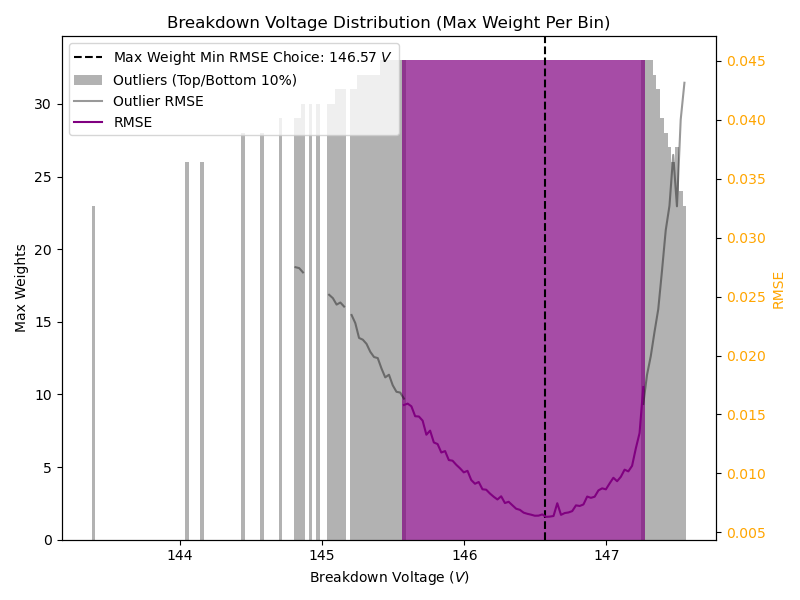 Breakdown Voltage Distribution (Max Weight Per Bin)
Max Weight Min RMSE Choice: 146.57 V
Outliers (Top/Bottom 10%)
Outlier RMSE
RMSE
Max Weights
0
5
10
15
20
25
30
144
145
146
147
Breakdown Voltage (V)
0.045
0.040
0.035
0.030
0.025
0.020
0.015
0.010
0.005
RMSE